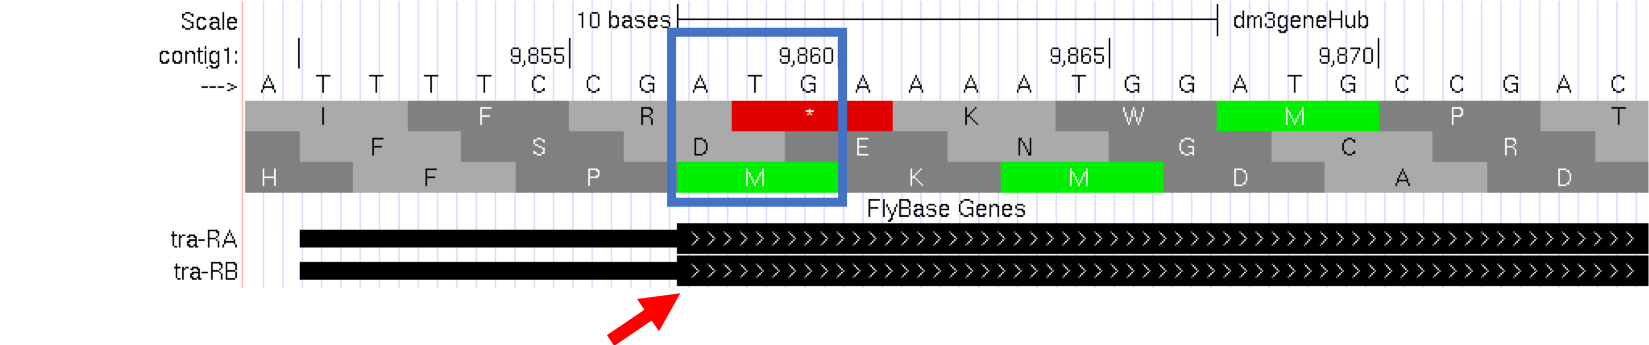 Scale 10 bases dm3geneHub
contig1: 9,855 9,860 9,865 9,870
---> A T T T T C C G A T G A A A A T G G A T G C C G A C
I F R * K W M P T
F S D E N G C R
H F P M K M D A D
FlyBase Genes
tra-RA
tra-RB